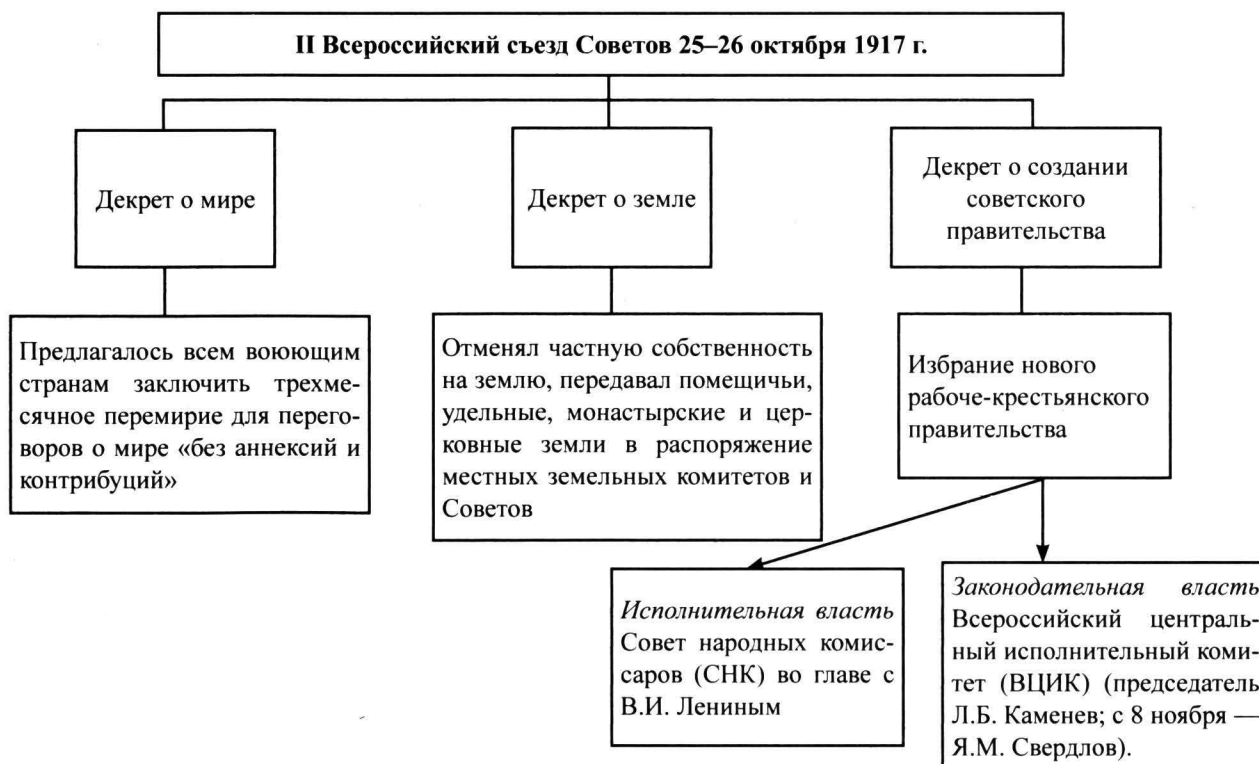 II Всероссийский съезд Советов 25–26 октября 1917 г.
Декрет о мире
Декрет о земле
Декрет о создании
советского
правительства
Предлагалось всем воюющим
странам заключить трехме-
сячное перемирие для перего-
воров о мире «без аннексий и
контрибуций»
Отменял частную собственность
на землю, передавал помещичьи,
удельные, монастырские и цер-
ковные земли в распоряжение
местных земельных комитетов и
Советов
Избрание нового
рабоче-крестьянского
правительства
Исполнительная власть
Совет народных комис-
саров (СНК) во главе с
В.И. Лениным
Законодательная власть
Всероссийский централь-
ный исполнительный коми-
тет (ВЦИК) (председатель
Л.Б. Каменев; с 8 ноября —
Я.М. Свердлов).